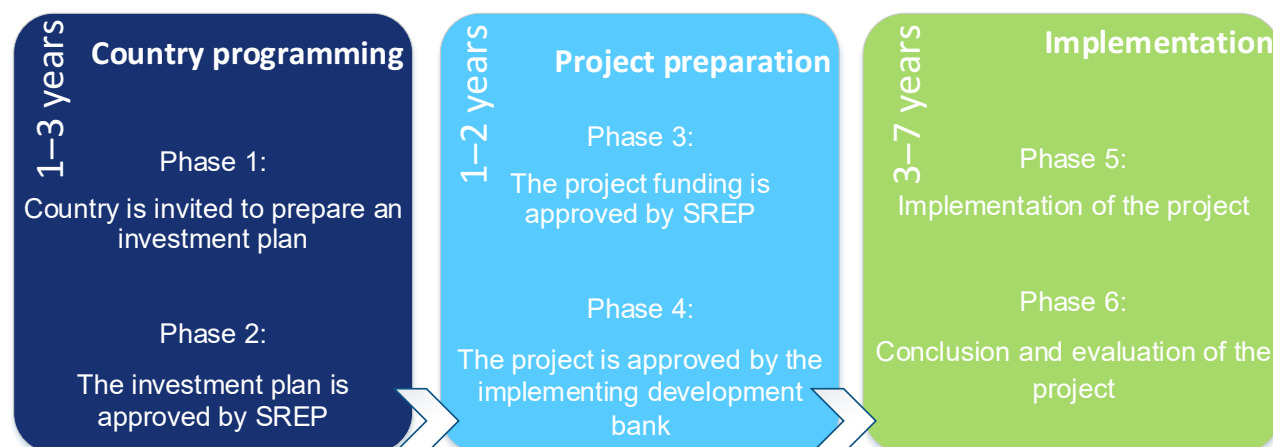 1–3 years
Country programming
Phase 1:
Country is invited to prepare an
investment plan
Phase 2:
The investment plan is
approved by SREP
1–2 years
Project preparation
Phase 3:
The project funding is
approved by SREP
Phase 4:
The project is approved by the
implementing development
bank
3–7 years
Implementation
Phase 5:
Implementation of the project
Phase 6:
Conclusion and evaluation of the
project